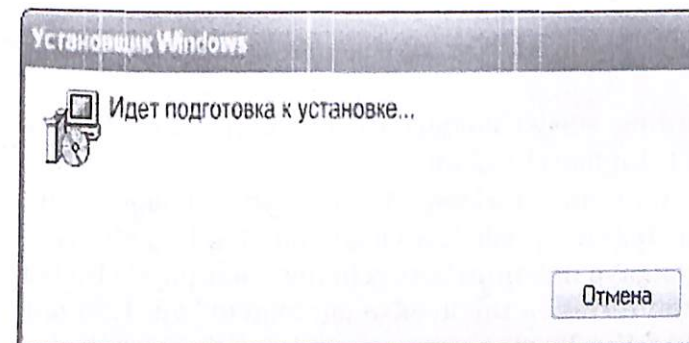 Установщик Windows
Идет подготовка к установке...
Отмена